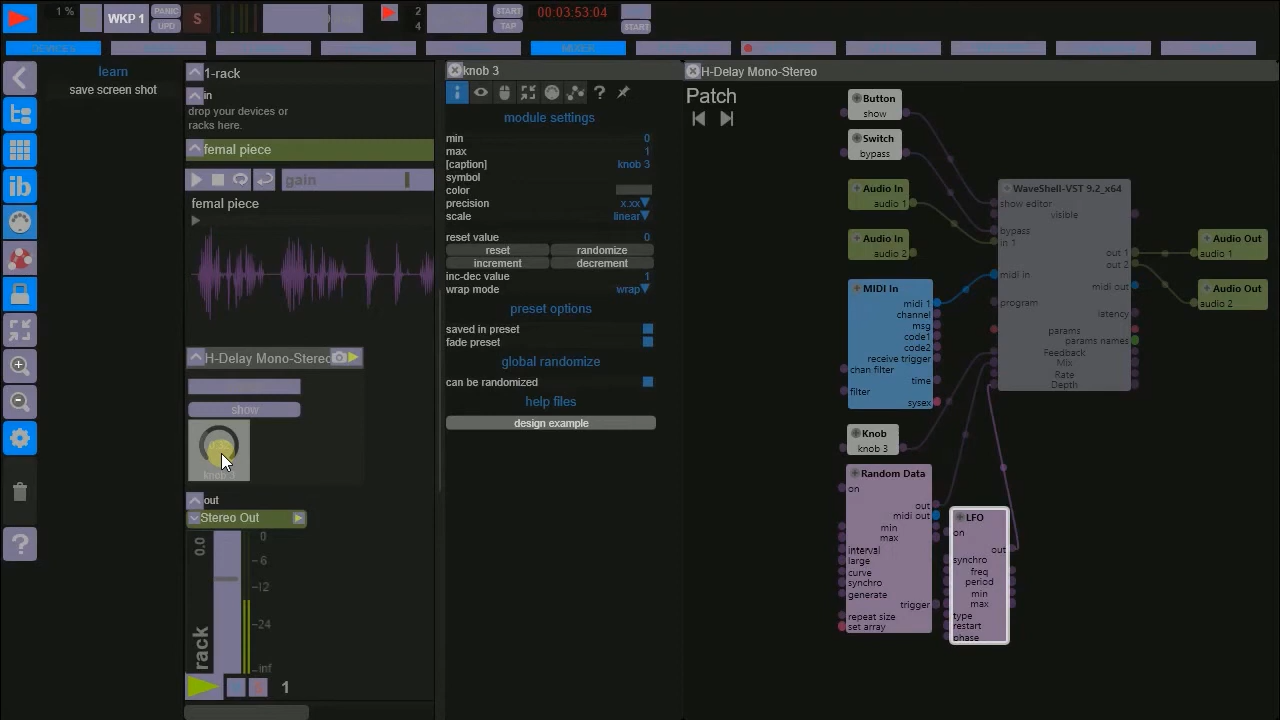 1 %
WKP 1
PANIC
UPD
S
2
4
START
TAP
00:03:53:04
START
DEVICES
MIXER
learn
save screen shot
1-rack
in
drop your devices or
racks here.
femal piece
gain
femal piece
H-Delay Mono-Stereo
show
out
Stereo Out
0.0
0
-6
-12
-24
-inf
rack
1
ib
?
knob 3
?
module settings
min 0
max 1
[caption] knob 3
symbol
color
precision x.xx
scale linear
reset value 0
reset randomize
increment decrement
inc-dec value 1
wrap mode wrap
preset options
saved in preset
fade preset
global randomize
can be randomized
help files
design example
H-Delay Mono-Stereo
Patch
Button
show
Switch
bypass
Audio In
audio 1
Audio In
audio 2
MIDI In
midi 1
channel
msg
code1
code2
receive trigger
chan filter
time
filter
sysex
Knob
knob 3
Random Data
on
out
midi out
min
max
interval
large
curve
synchro
generate
trigger
repeat size
set array
LFO
on
out
synchro
freq
period
min
max
type
restart
phase
WaveShell-VST 9.2_x64
show editor
visible
bypass
in 1
out 1
out 2
midi in
midi out
program
latency
params
params names
Feedback
Mix
Rate
Depth
Audio Out
audio 1
Audio Out
audio 2